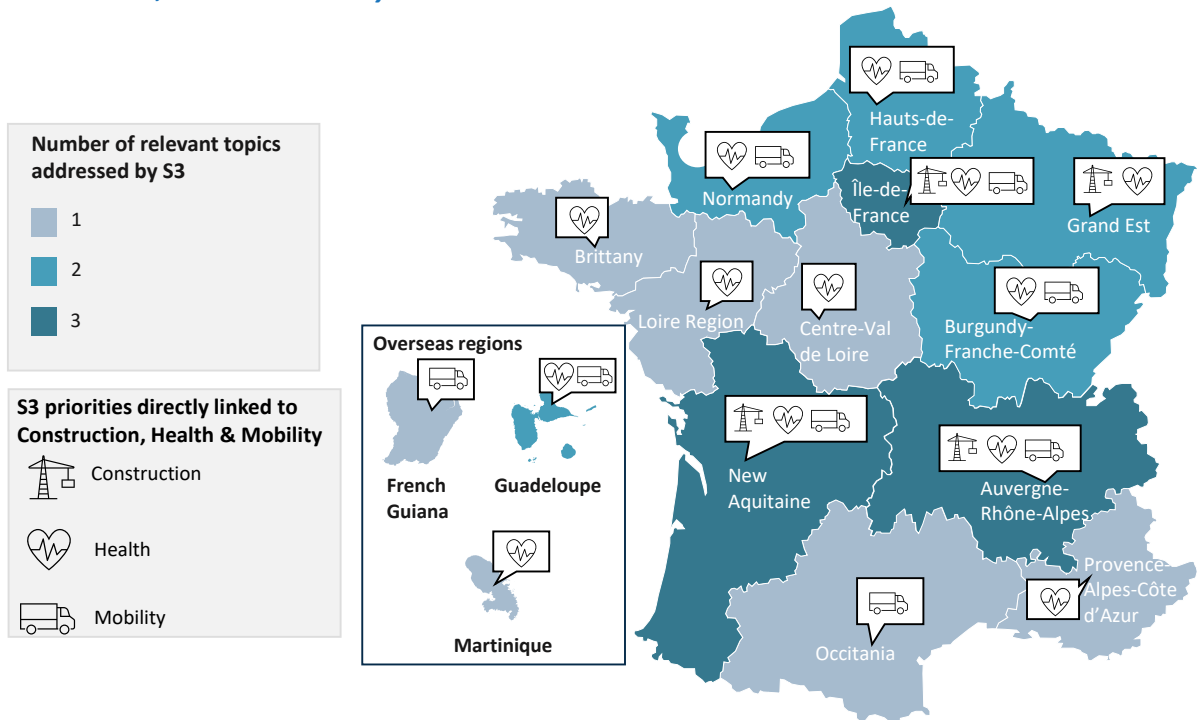 Number of relevant topics
addressed by S3
1
2
3
S3 priorities directly linked to
Construction, Health & Mobility
Construction
Health
Mobility
Overseas regions
French
Guiana
Guadeloupe
Martinique
Hauts-de-
France
Normandy
Île-de-
France
Grand Est
Brittany
Loire Region
Centre-Val
de Loire
Burgundy-
Franche-Comté
New
Aquitaine
Auvergne-
Rhône-Alpes
Provence-
Alpes-Côte
d'Azur
Occitania